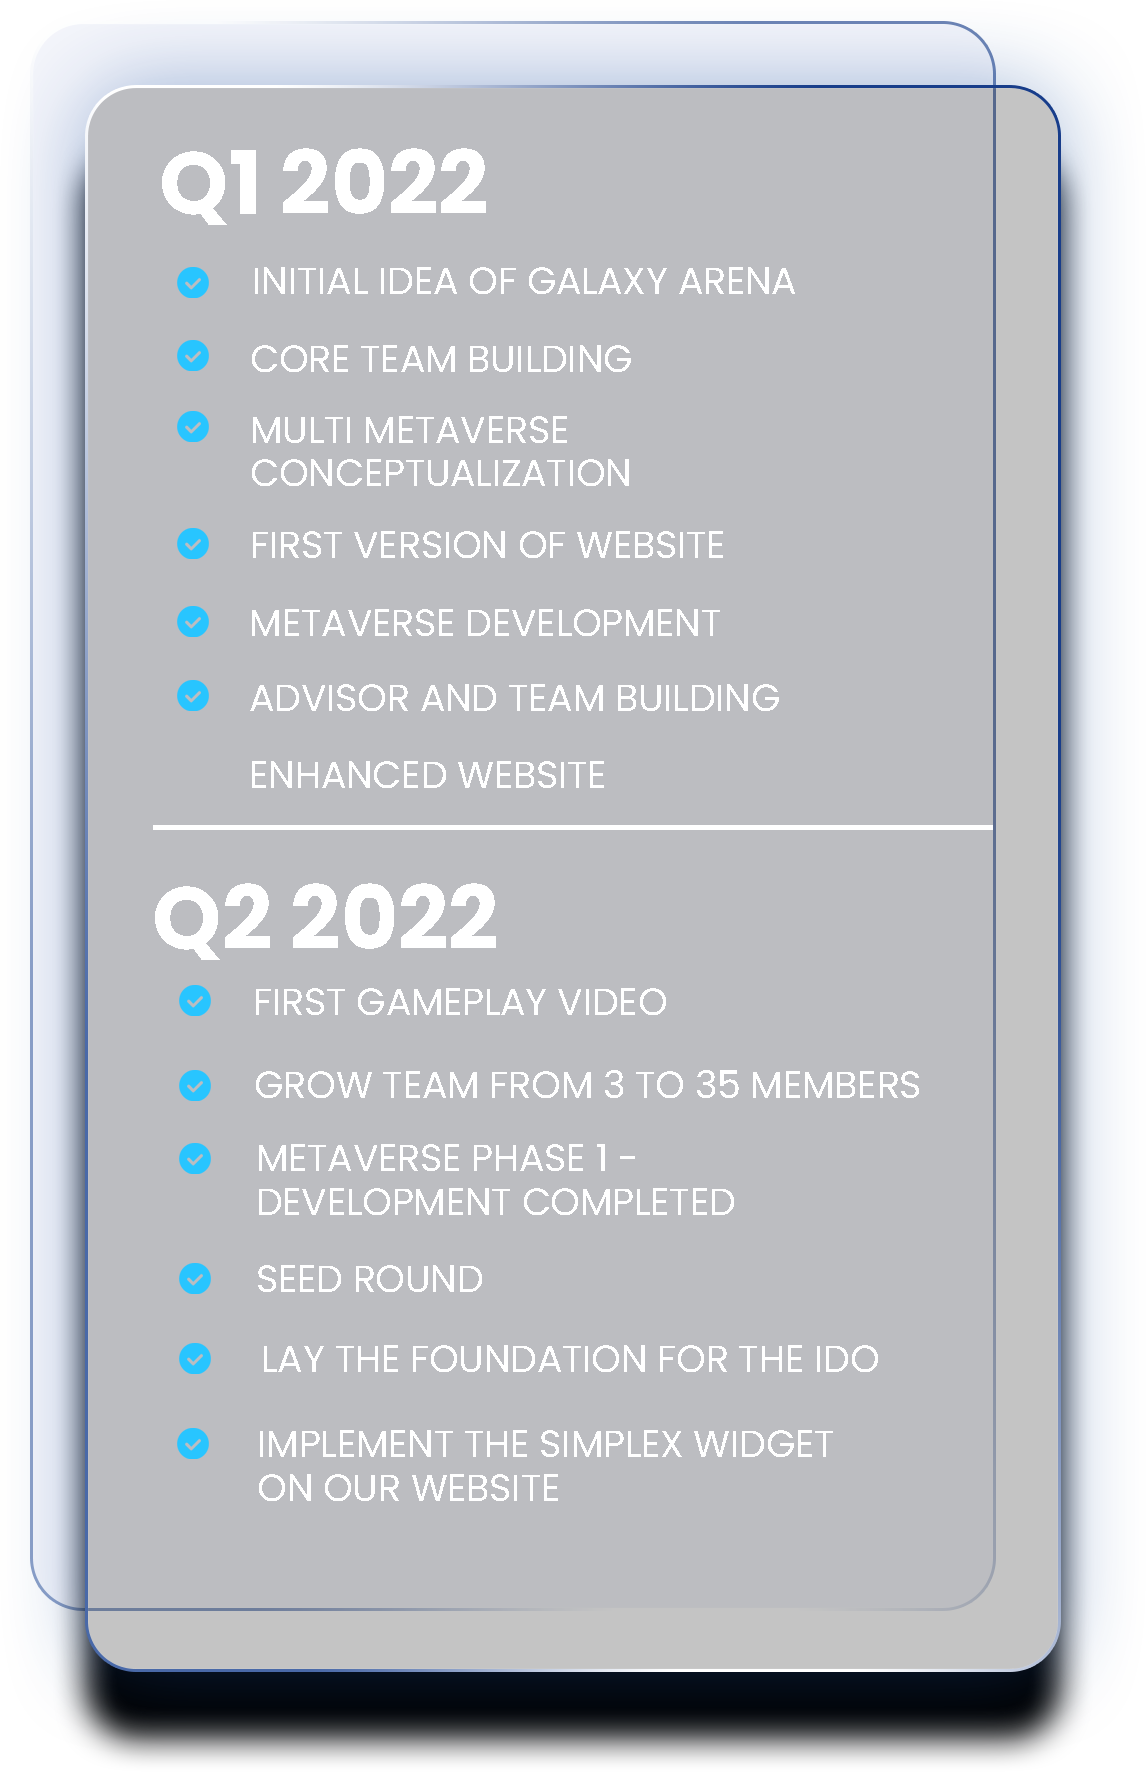 Q1 2022
INITIAL IDEA OF GALAXY ARENA
CORE TEAM BUILDING
MULTI METAVERSE
CONCEPTUALIZATION
FIRST VERSION OF WEBSITE
METAVERSE DEVELOPMENT
ADVISOR AND TEAM BUILDING
ENHANCED WEBSITE
Q2 2022
FIRST GAMEPLAY VIDEO
GROW TEAM FROM 3 TO 35 MEMBERS
METAVERSE PHASE 1 -
DEVELOPMENT COMPLETED
SEED ROUND
LAY THE FOUNDATION FOR THE IDO
IMPLEMENT THE SIMPLEX WIDGET
ON OUR WEBSITE